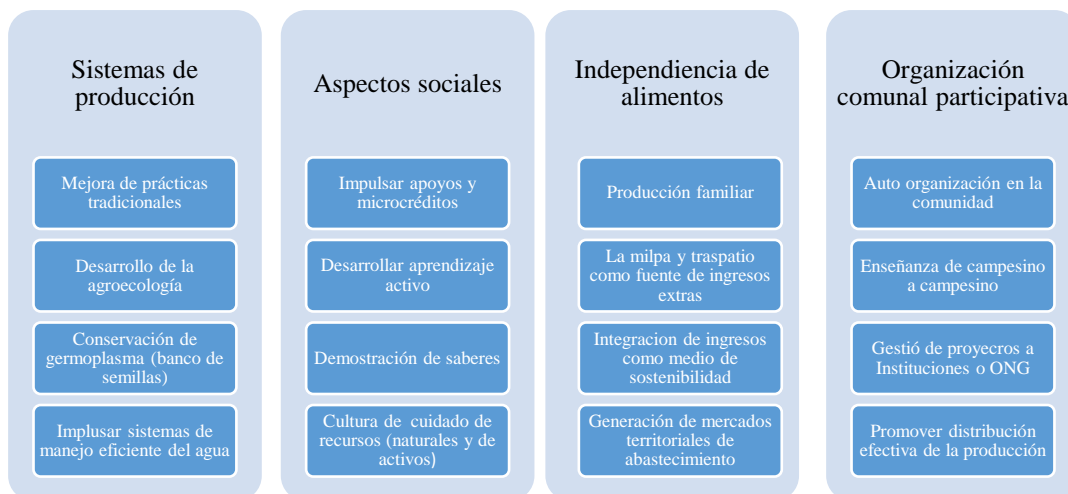 Sistemas de
producción
Mejora de prácticas
tradicionales
Desarrollo de la
agroecología
Conservación de
germoplasma (banco de
semillas)
Implusar sistemas de
manejo eficiente del agua
Aspectos sociales
Impulsar apoyos y
microcréditos
Desarrollar aprendizaje
activo
Demostración de saberes
Cultura de cuidado de
recursos (naturales y de
activos)
Independiencia de
alimentos
Producción familiar
La milpa y traspatio
como fuente de ingresos
extras
Integracion de ingresos
como medio de
sostenibilidad
Generación de mercados
territoriales de
abastecimiento
Organización
comunal participativa
Auto organización en la
comunidad
Enseñanza de campesino
a campesino
Gestió de proyecros a
Instituciones o ONG
Promover distribución
efectiva de la producción